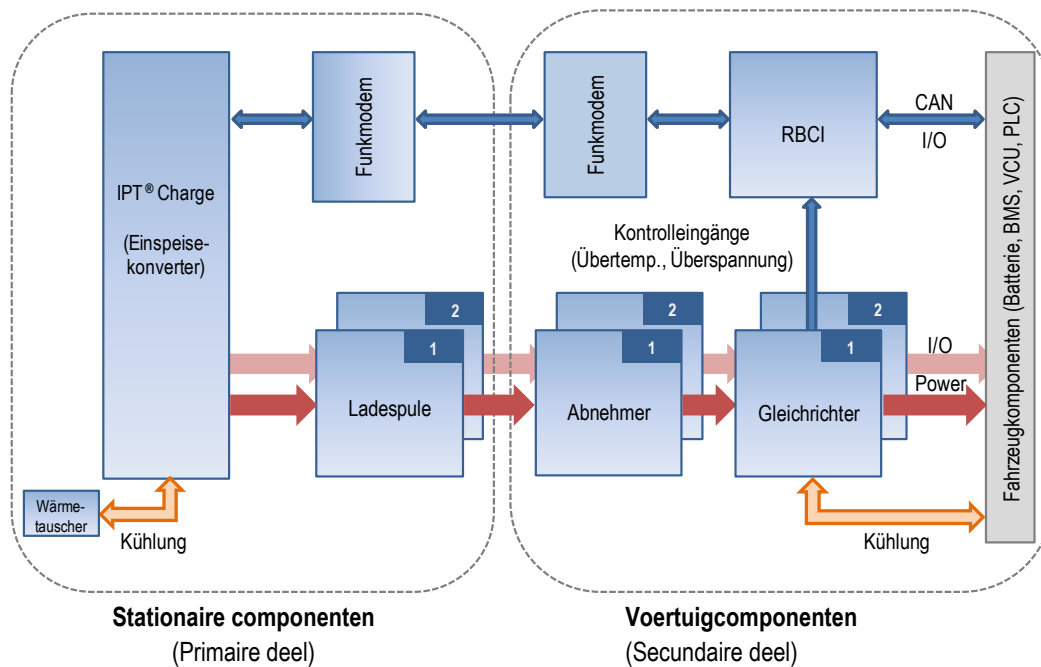 IPT® Charge
(Einspeise-
konverter)
Funkmodem
Funkmodem
RBCI
CAN
I/O
Fahrzeugkomponenten (Batterie, BMS, VCU, PLC)
Kontrolleingänge
(Übertemp., Überspannung)
2
1
Ladespule
2
1
Abnehmer
2
1
Gleichrichter
I/O
Power
Wärme-
tauscher
Kühlung
Kühlung
Stationaire componenten
(Primaire deel)
Voertuigcomponenten
(Secundaire deel)